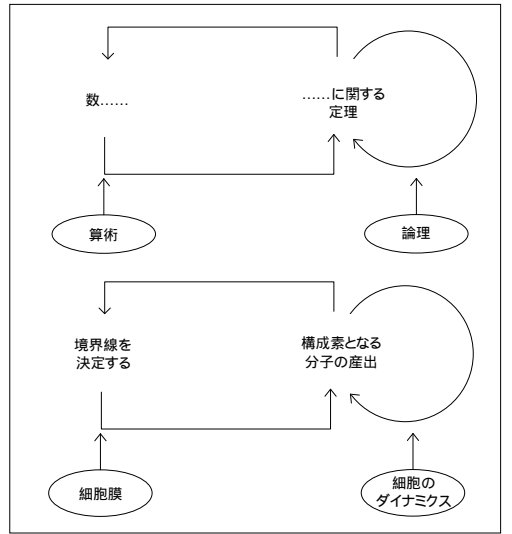 数……
……に関する
定理
算術
論理
境界線を
決定する
構成素となる
分子の産出
細胞膜
細胞の
ダイナミクス